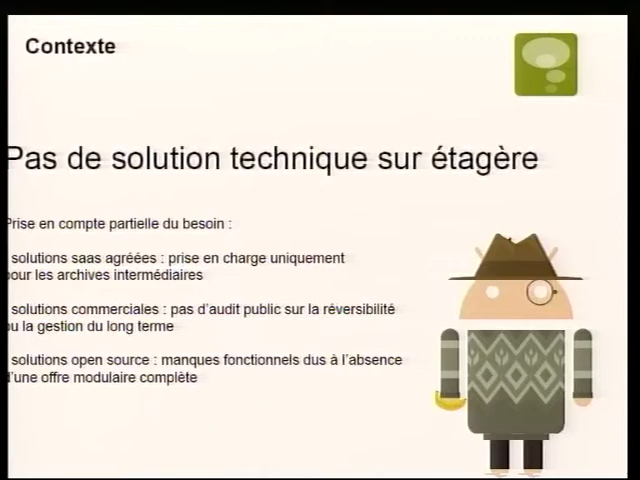 Contexte
Pas de solution technique sur étagère
Prise en compte partielle du besoin :
solutions saas agréées : prise en charge uniquement
pour les archives intermédiaires
solutions commerciales : pas d'audit public sur la réversibilité
ou la gestion du long terme
solutions open source : manques fonctionnels dus à l'absence
d'une offre modulaire complète